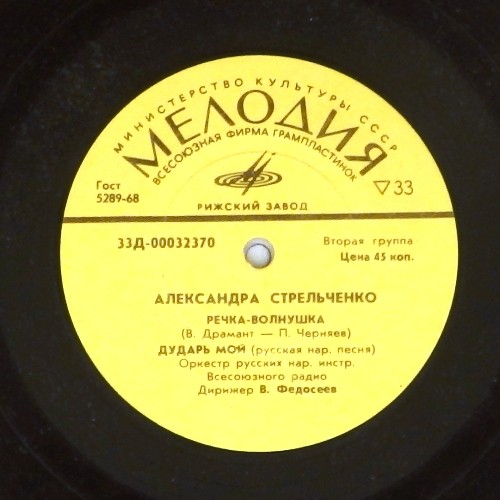 МИНИСТЕРСТВО КУЛЬТУРЫ СССР
МЕЛОДИЯ
ВСЕСОЮЗНАЯ ФИРМА ГРАМПЛАСТИНОК
Гост
5289-68
▽33
РИЖСКИЙ ЗАВОД
33Д-00032370
Вторая группа
Цена 45 коп.
АЛЕКСАНДРА СТРЕЛЬЧЕНКО
РЕЧКА-ВОЛНУШКА
(В. Драмант — П. Черняев)
ДУДАРЬ МОЙ (русская нар. песня)
Оркестр русских нар. инстр.
Всесоюзного радио
Дирижер В. Федосеев